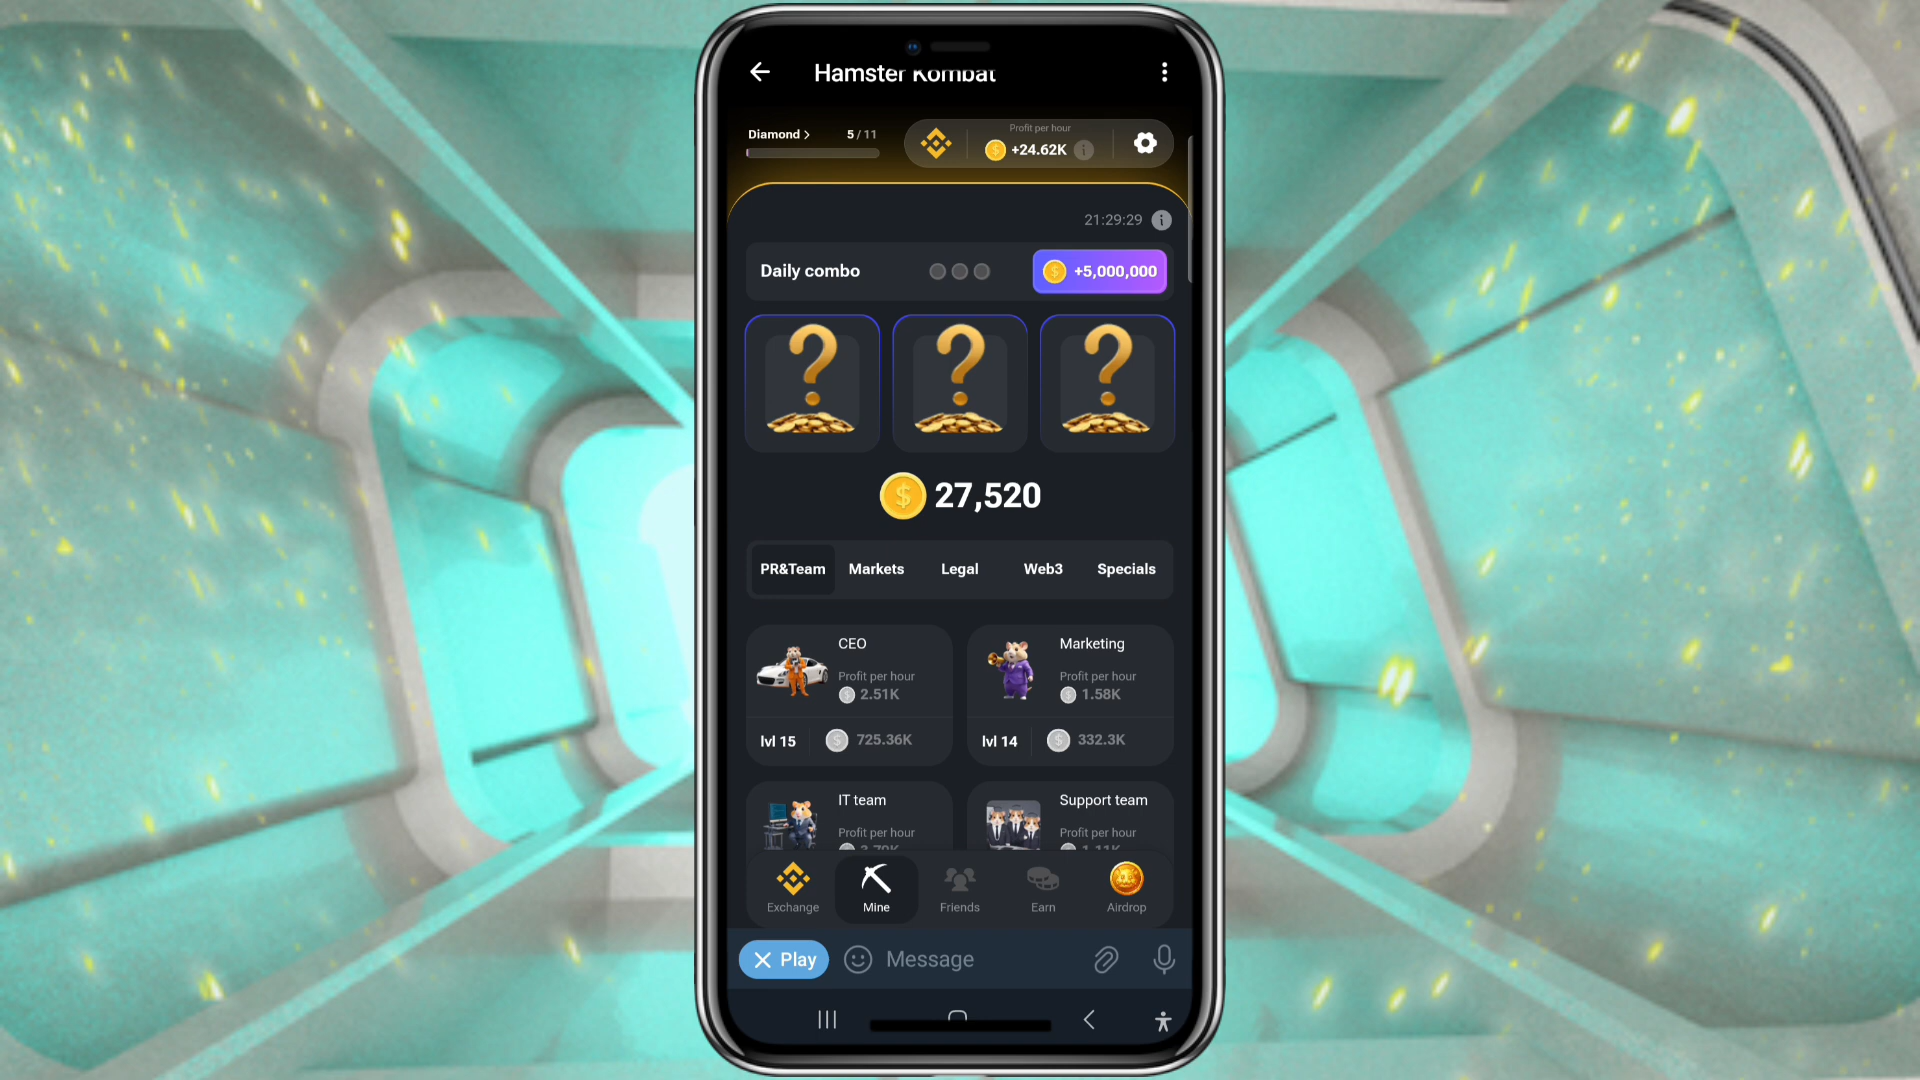 Hamster Kombat
Diamond > 5 / 11
Profit per hour
+24.62K
21:29:29
Daily combo
+5,000,000
27,520
PR&Team Markets Legal Web3 Specials
CEO
Profit per hour
2.51K
lvl 15 725.36K
Marketing
Profit per hour
1.58K
lvl 14 332.3K
IT team
Profit per hour
Support team
Profit per hour
Exchange Mine Friends Earn Airdrop
Play Message